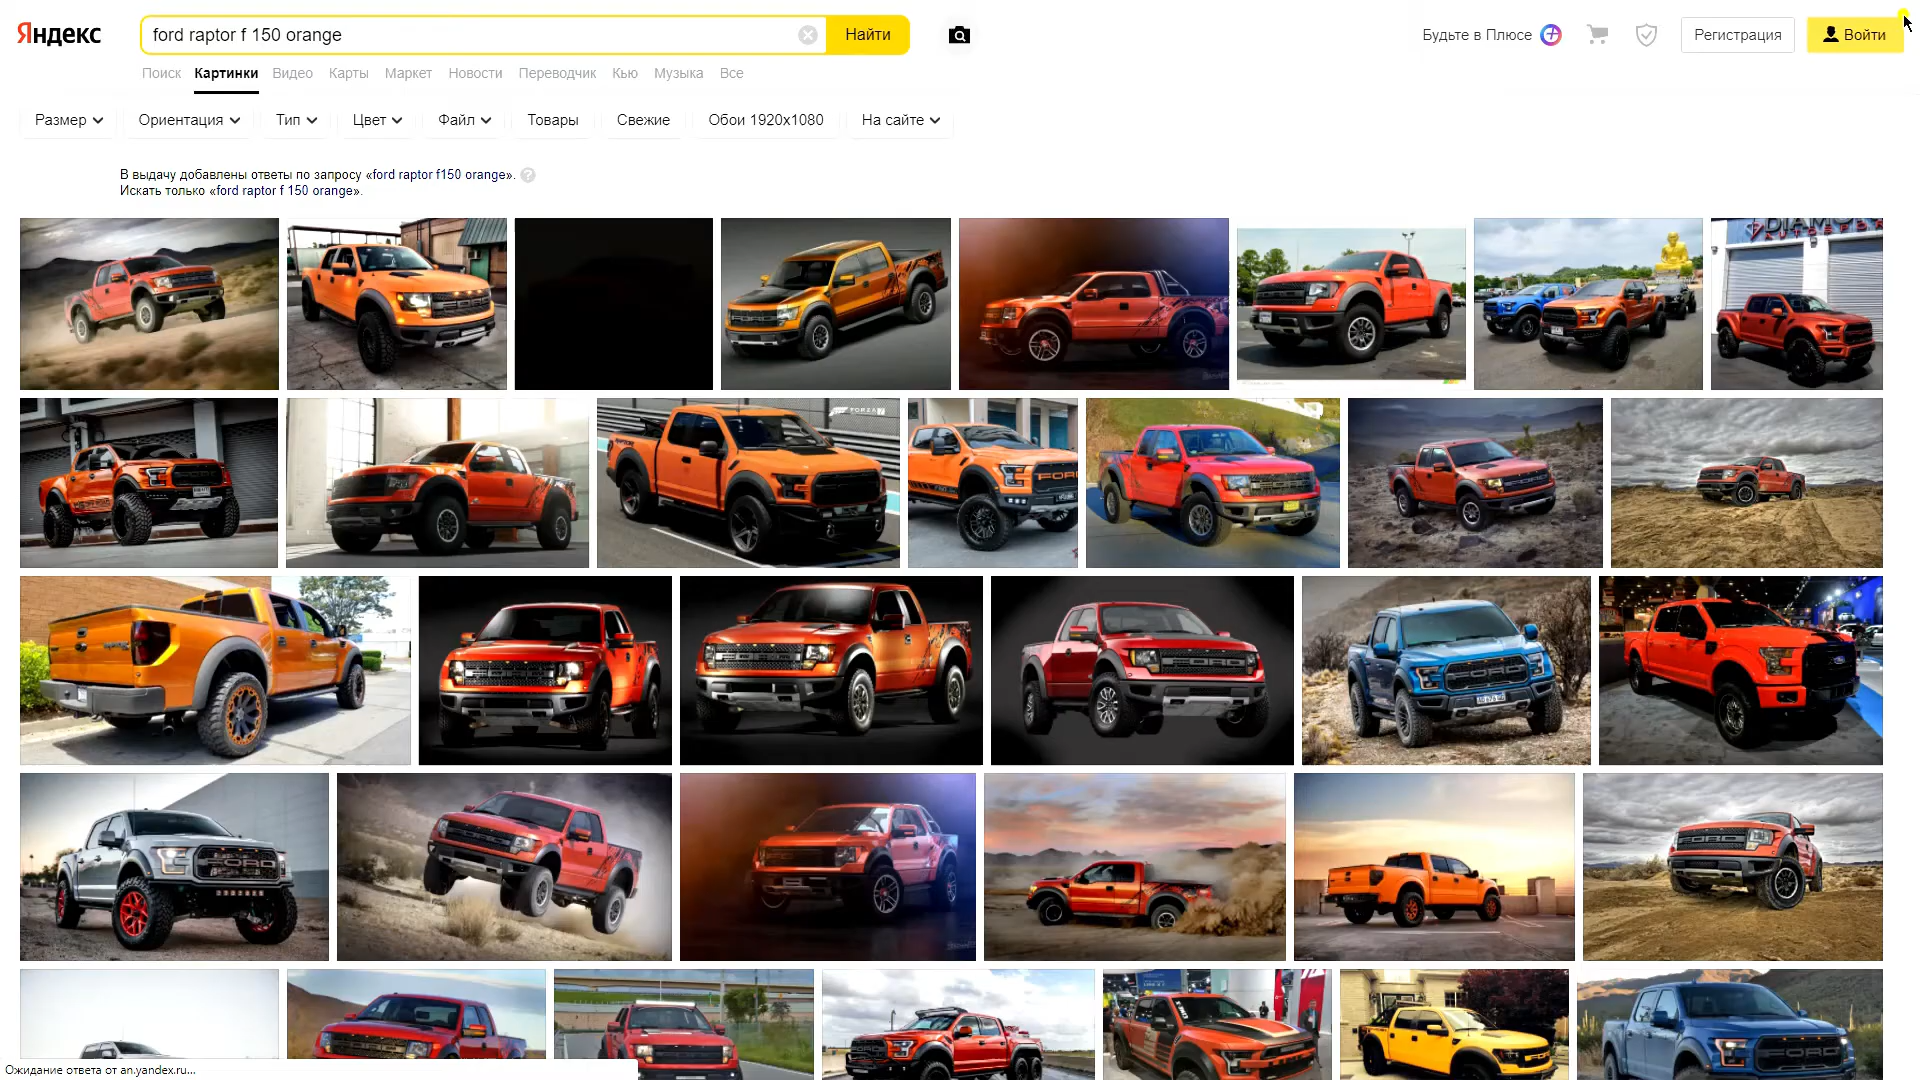 Яндекс
ford raptor f 150 orange
Найти
Будьте в Плюсе
Регистрация
Войти
Поиск Картинки Видео Карты Маркет Новости Переводчик Кью Музыка Все
Размер Ориентация Тип Цвет Файл Товары Свежие Обои 1920x1080 На сайте
В выдачу добавлены ответы по запросу «ford raptor f150 orange». ?
Искать только «ford raptor f 150 orange».
FORD
FORD
Ожидание ответа от an.yandex.ru...